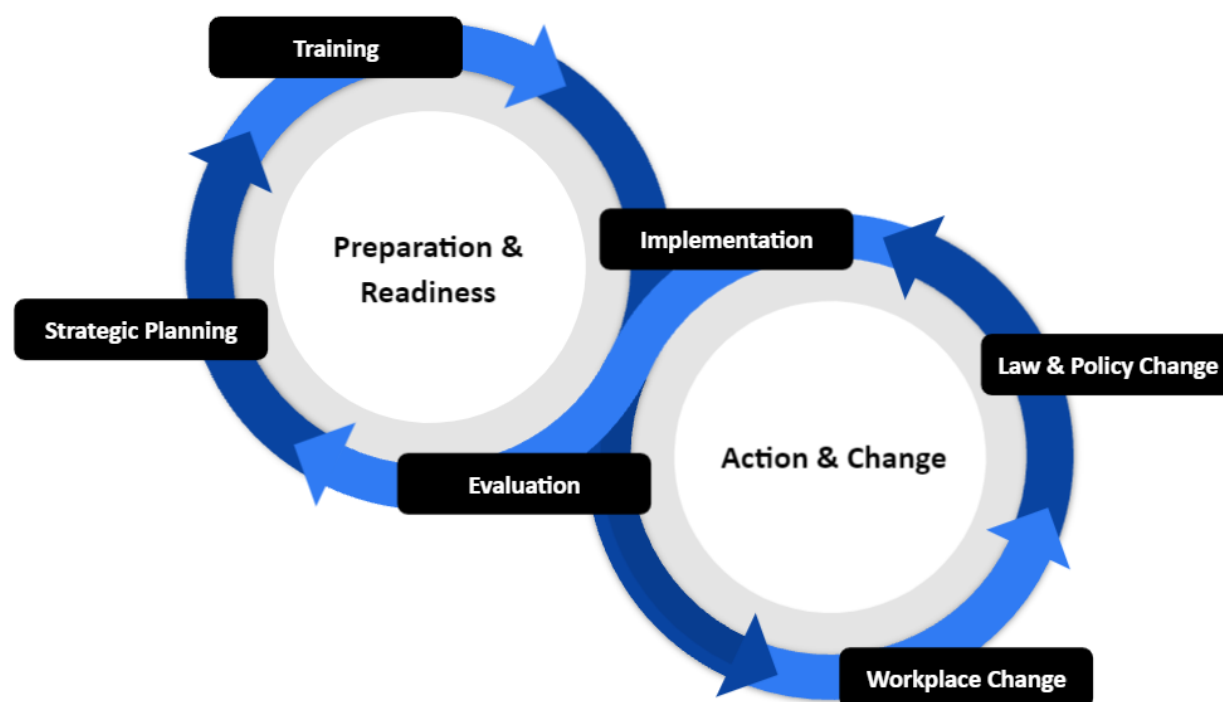 Training
Preparation &
Readiness
Implementation
Strategic Planning
Law & Policy Change
Action & Change
Evaluation
Workplace Change